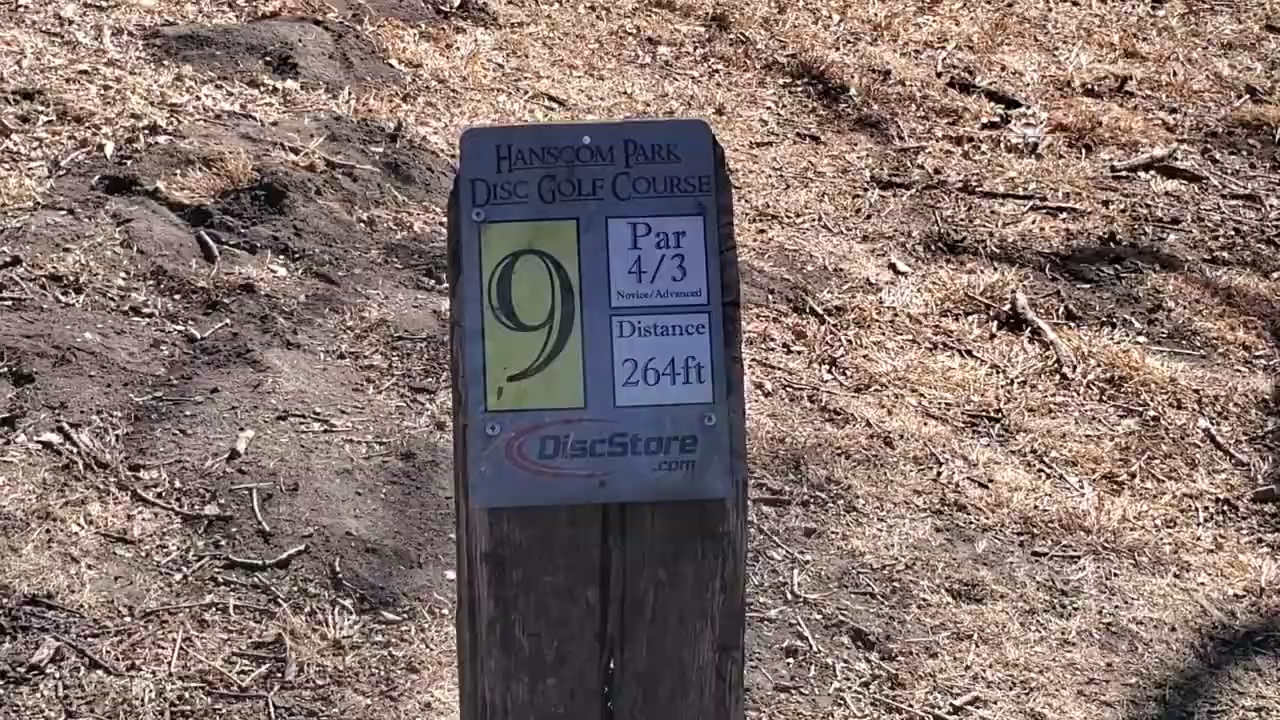 Hanscom Park
Disc Golf Course
9
Par
4/3
Novice/Advanced
Distance
264ft
DiscStore
.com